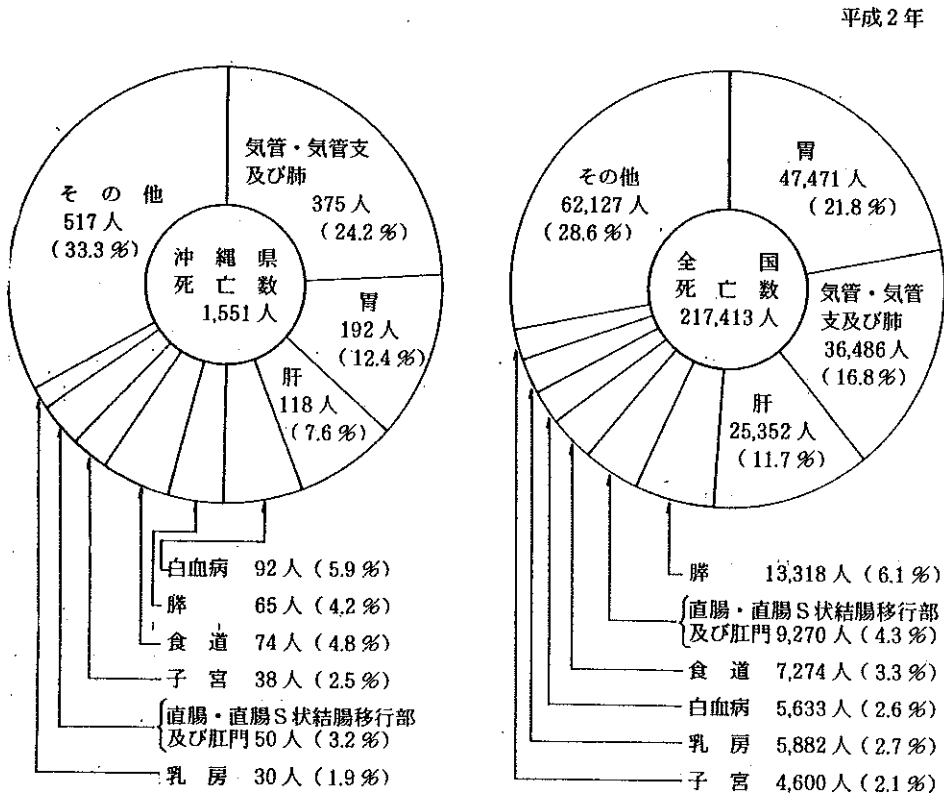 平成2年
気管・気管支
及び肺
375人
(24.2%)
胃
192人
(12.4%)
肝
118人
(7.6%)
その他
517人
(33.3%)
沖縄県
死亡数
1,551人
白血病 92人(5.9%)
膵 65人(4.2%)
食道 74人(4.8%)
子宮 38人(2.5%)
直腸・直腸S状結腸移行部
及び肛門50人(3.2%)
乳房 30人(1.9%)
胃
47,471人
(21.8%)
気管・気管
支及び肺
36,486人
(16.8%)
肝
25,352人
(11.7%)
その他
62,127人
(28.6%)
全国
死亡数
217,413人
膵 13,318人(6.1%)
直腸・直腸S状結腸移行部
及び肛門9,270人(4.3%)
食道 7,274人(3.3%)
白血病 5,633人(2.6%)
乳房 5,882人(2.7%)
子宮 4,600人(2.1%)